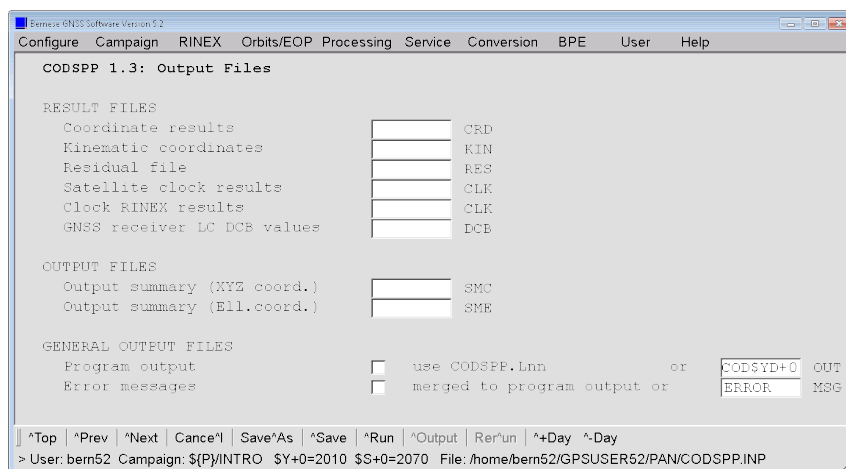 Bernese GNSS Software Version 5.2
Configure Campaign RINEX Orbits/EOP Processing Service Conversion BPE User Help
CODSPP 1.3: Output Files
RESULT FILES
Coordinate results CRD
Kinematic coordinates KIN
Residual file RES
Satellite clock results CLK
Clock RINEX results CLK
GNSS receiver LC DCB values DCB
OUTPUT FILES
Output summary (XYZ coord.) SMC
Output summary (Ell.coord.) SME
GENERAL OUTPUT FILES
Program output use CODSPP.Lnn or COD$YD+0 OUT
Error messages merged to program output or ERROR MSG
^Top ^Prev ^Next Cance^l Save^As ^Save ^Run ^Output Rer^un ^+Day ^-Day
> User: bern52 Campaign: ${P}/INTRO $Y+0=2010 $S+0=2070 File: /home/bern52/GPSUSER52/PAN/CODSPP.INP